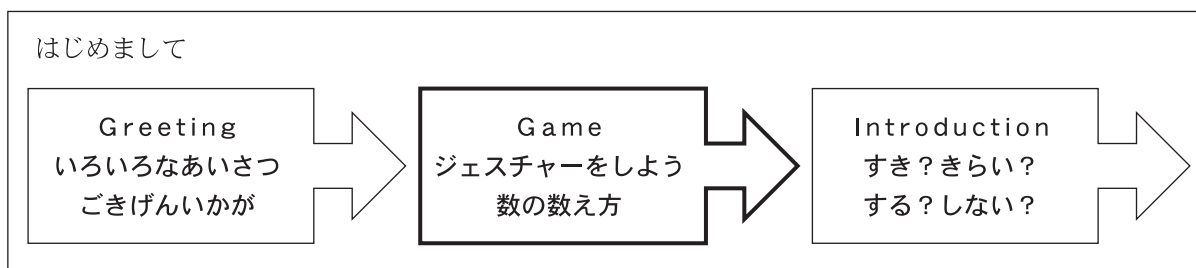 はじめまして
Greeting
いろいろなあいさつ
ごきげんいかが
Game
ジェスチャーをしよう
数の数え方
Introduction
すき？きらい？
する？しない？